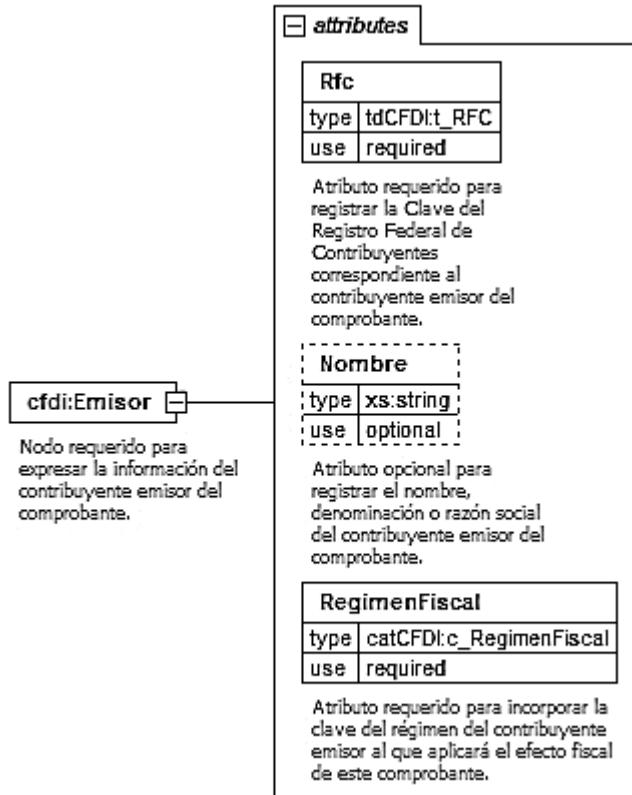 attributes
Rfc
type tdCFDI:t_RFC
use required
Atributo requerido para
registrar la Clave del
Registro Federal de
Contribuyentes
correspondiente al
contribuyente emisor del
comprobante.
Nombre
type xs:string
use optional
Atributo opcional para
registrar el nombre,
denominación o razón social
del contribuyente emisor del
comprobante.
cfdi:Emisor
Nodo requerido para
expresar la información del
contribuyente emisor del
comprobante.
RegimenFiscal
type catCFDI:c_RegimenFiscal
use required
Atributo requerido para incorporar la
clave del régimen del contribuyente
emisor al que aplicará el efecto fiscal
de este comprobante.